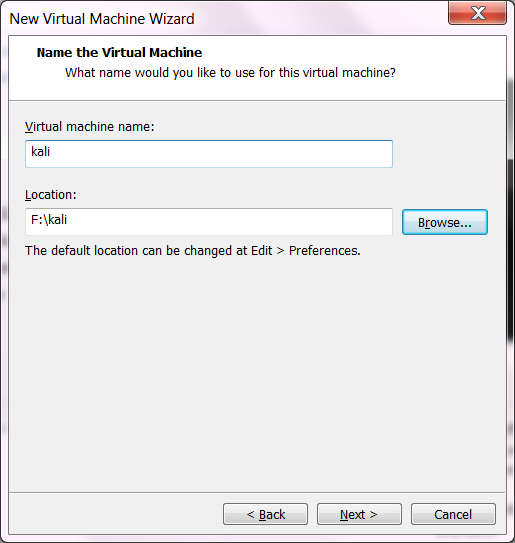 New Virtual Machine Wizard
Name the Virtual Machine
What name would you like to use for this virtual machine?
Virtual machine name:
kali
Location:
F:\kali
Browse...
The default location can be changed at Edit > Preferences.
< Back
Next >
Cancel